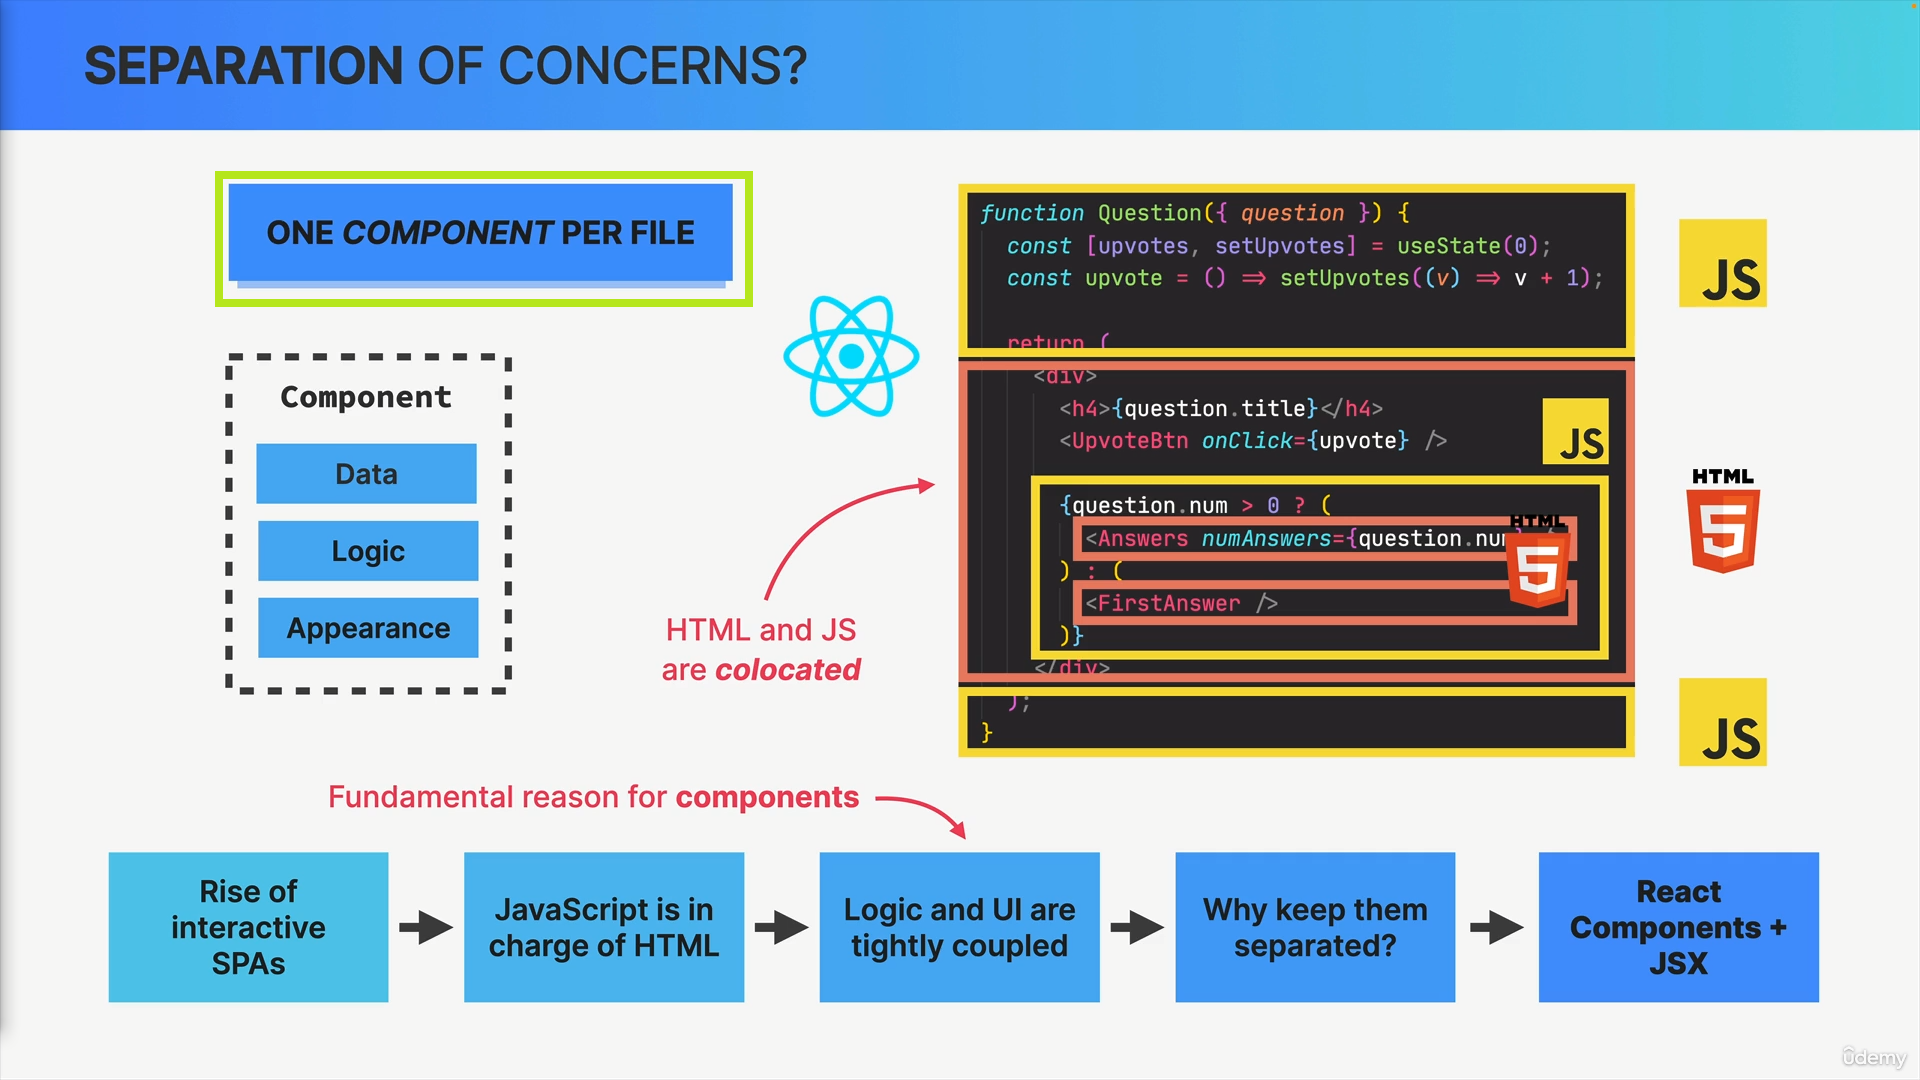 SEPARATION OF CONCERNS?
ONE COMPONENT PER FILE
Component
Data
Logic
Appearance
HTML and JS
are colocated
function Question({ question }) {
const [upvotes, setUpvotes] = useState(0);
const upvote = () => setUpvotes((v) => v + 1);
return (
<div>
<h4>{question.title}</h4>
<UpvoteBtn onClick={upvote} />
{question.num > 0 ? (
<Answers numAnswers={question.num
) : (
<FirstAnswer />
)}
</div>
);
}
JS
JS
HTML
5
HTML
5
JS
Fundamental reason for components
Rise of
interactive
SPAs
JavaScript is in
charge of HTML
Logic and UI are
tightly coupled
Why keep them
separated?
React
Components +
JSX
ûdemy